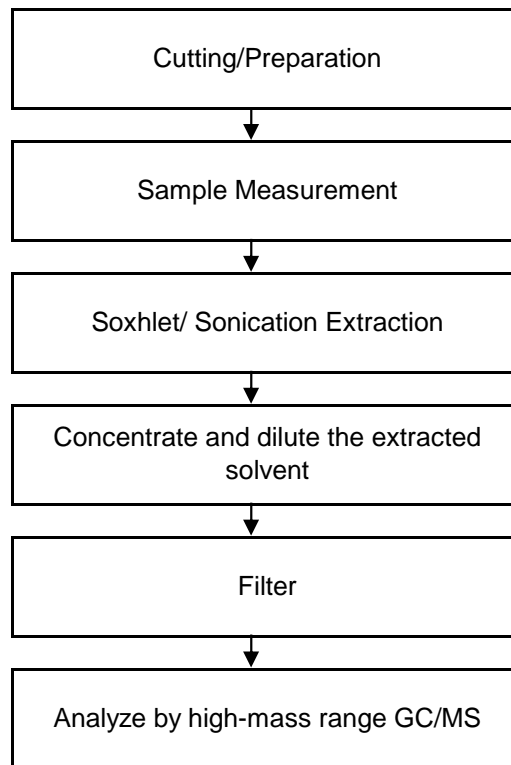 Cutting/Preparation
Sample Measurement
Soxhlet/ Sonication Extraction
Concentrate and dilute the extracted
solvent
Filter
Analyze by high-mass range GC/MS